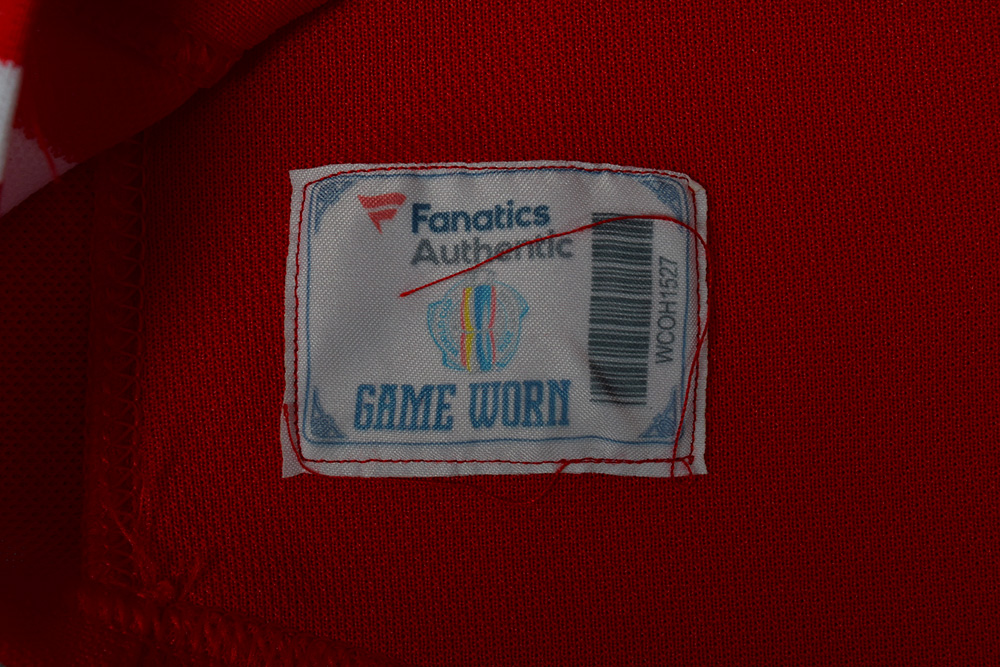 Fanatics
Authentic
GAME WORN
WCOH1527